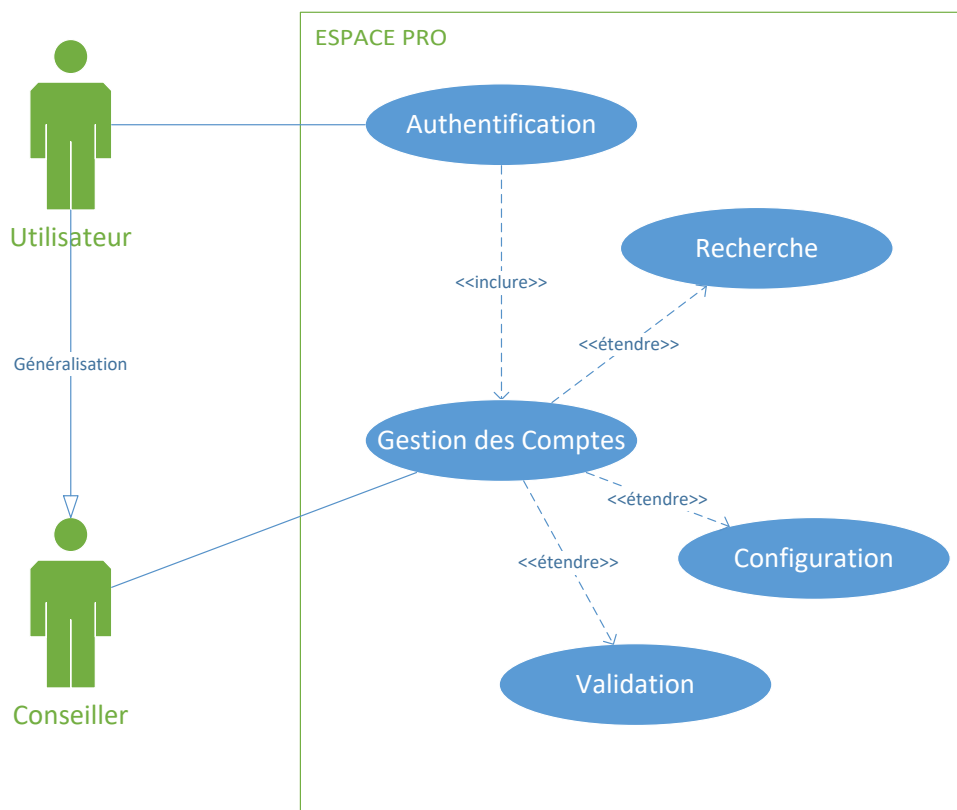 ESPACE PRO
Authentification
Utilisateur
Recherche
<<inclure>>
<<étendre>>
Généralisation
Gestion des Comptes
<<étendre>>
<<étendre>>
Configuration
Validation
Conseiller